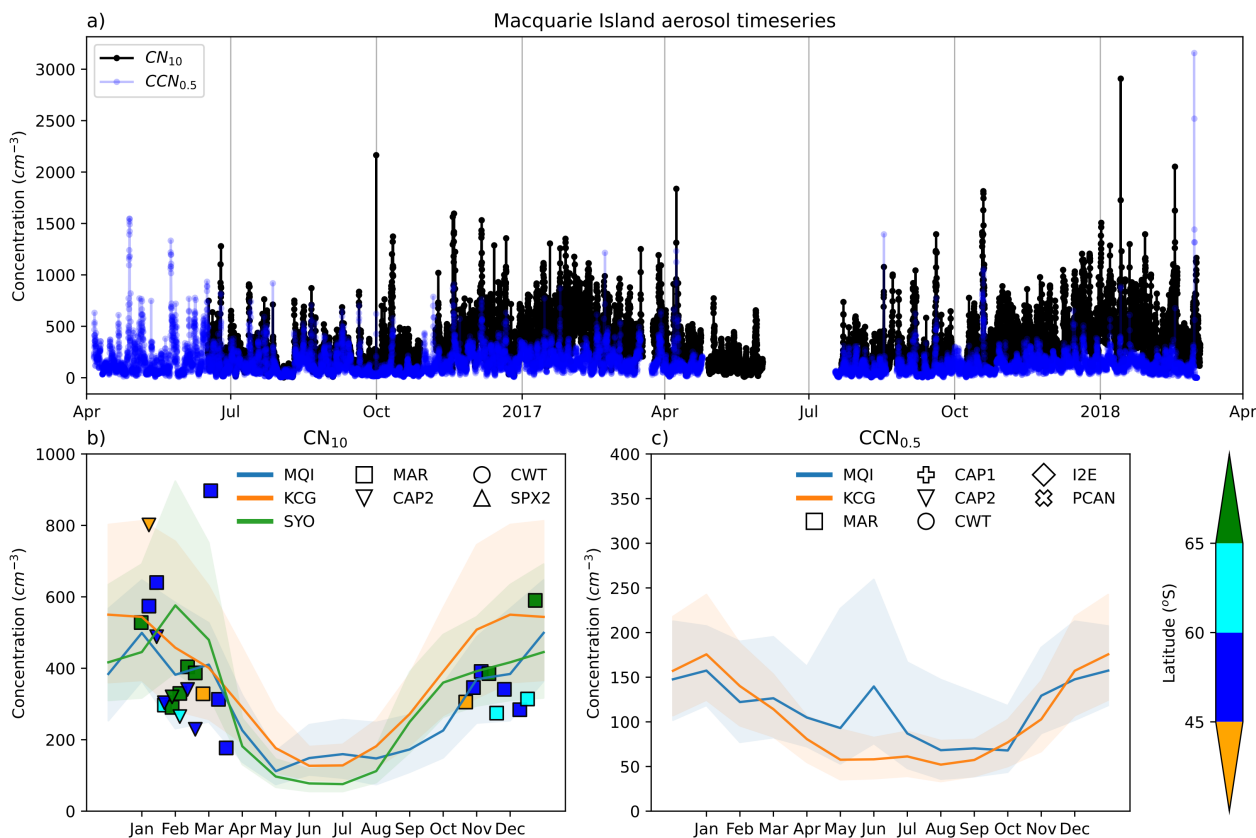 a) Macquarie Island aerosol timeseries
CN10
CCN0.5
Concentration (cm−3)
3000
2500
2000
1500
1000
500
0
Apr Jul Oct 2017 Apr Jul Oct 2018 Apr
b) CN10
MQI MAR CWT
KCG CAP2 SPX2
SYO
Concentration (cm−3)
1000
800
600
400
200
0
Jan Feb Mar Apr May Jun Jul Aug Sep Oct Nov Dec
c) CCN0.5
MQI CAP1 I2E
KCG CAP2 PCAN
MAR CWT
Concentration (cm−3)
400
350
300
250
200
150
100
50
0
Jan Feb Mar Apr May Jun Jul Aug Sep Oct Nov Dec
Latitude (oS)
65
60
45